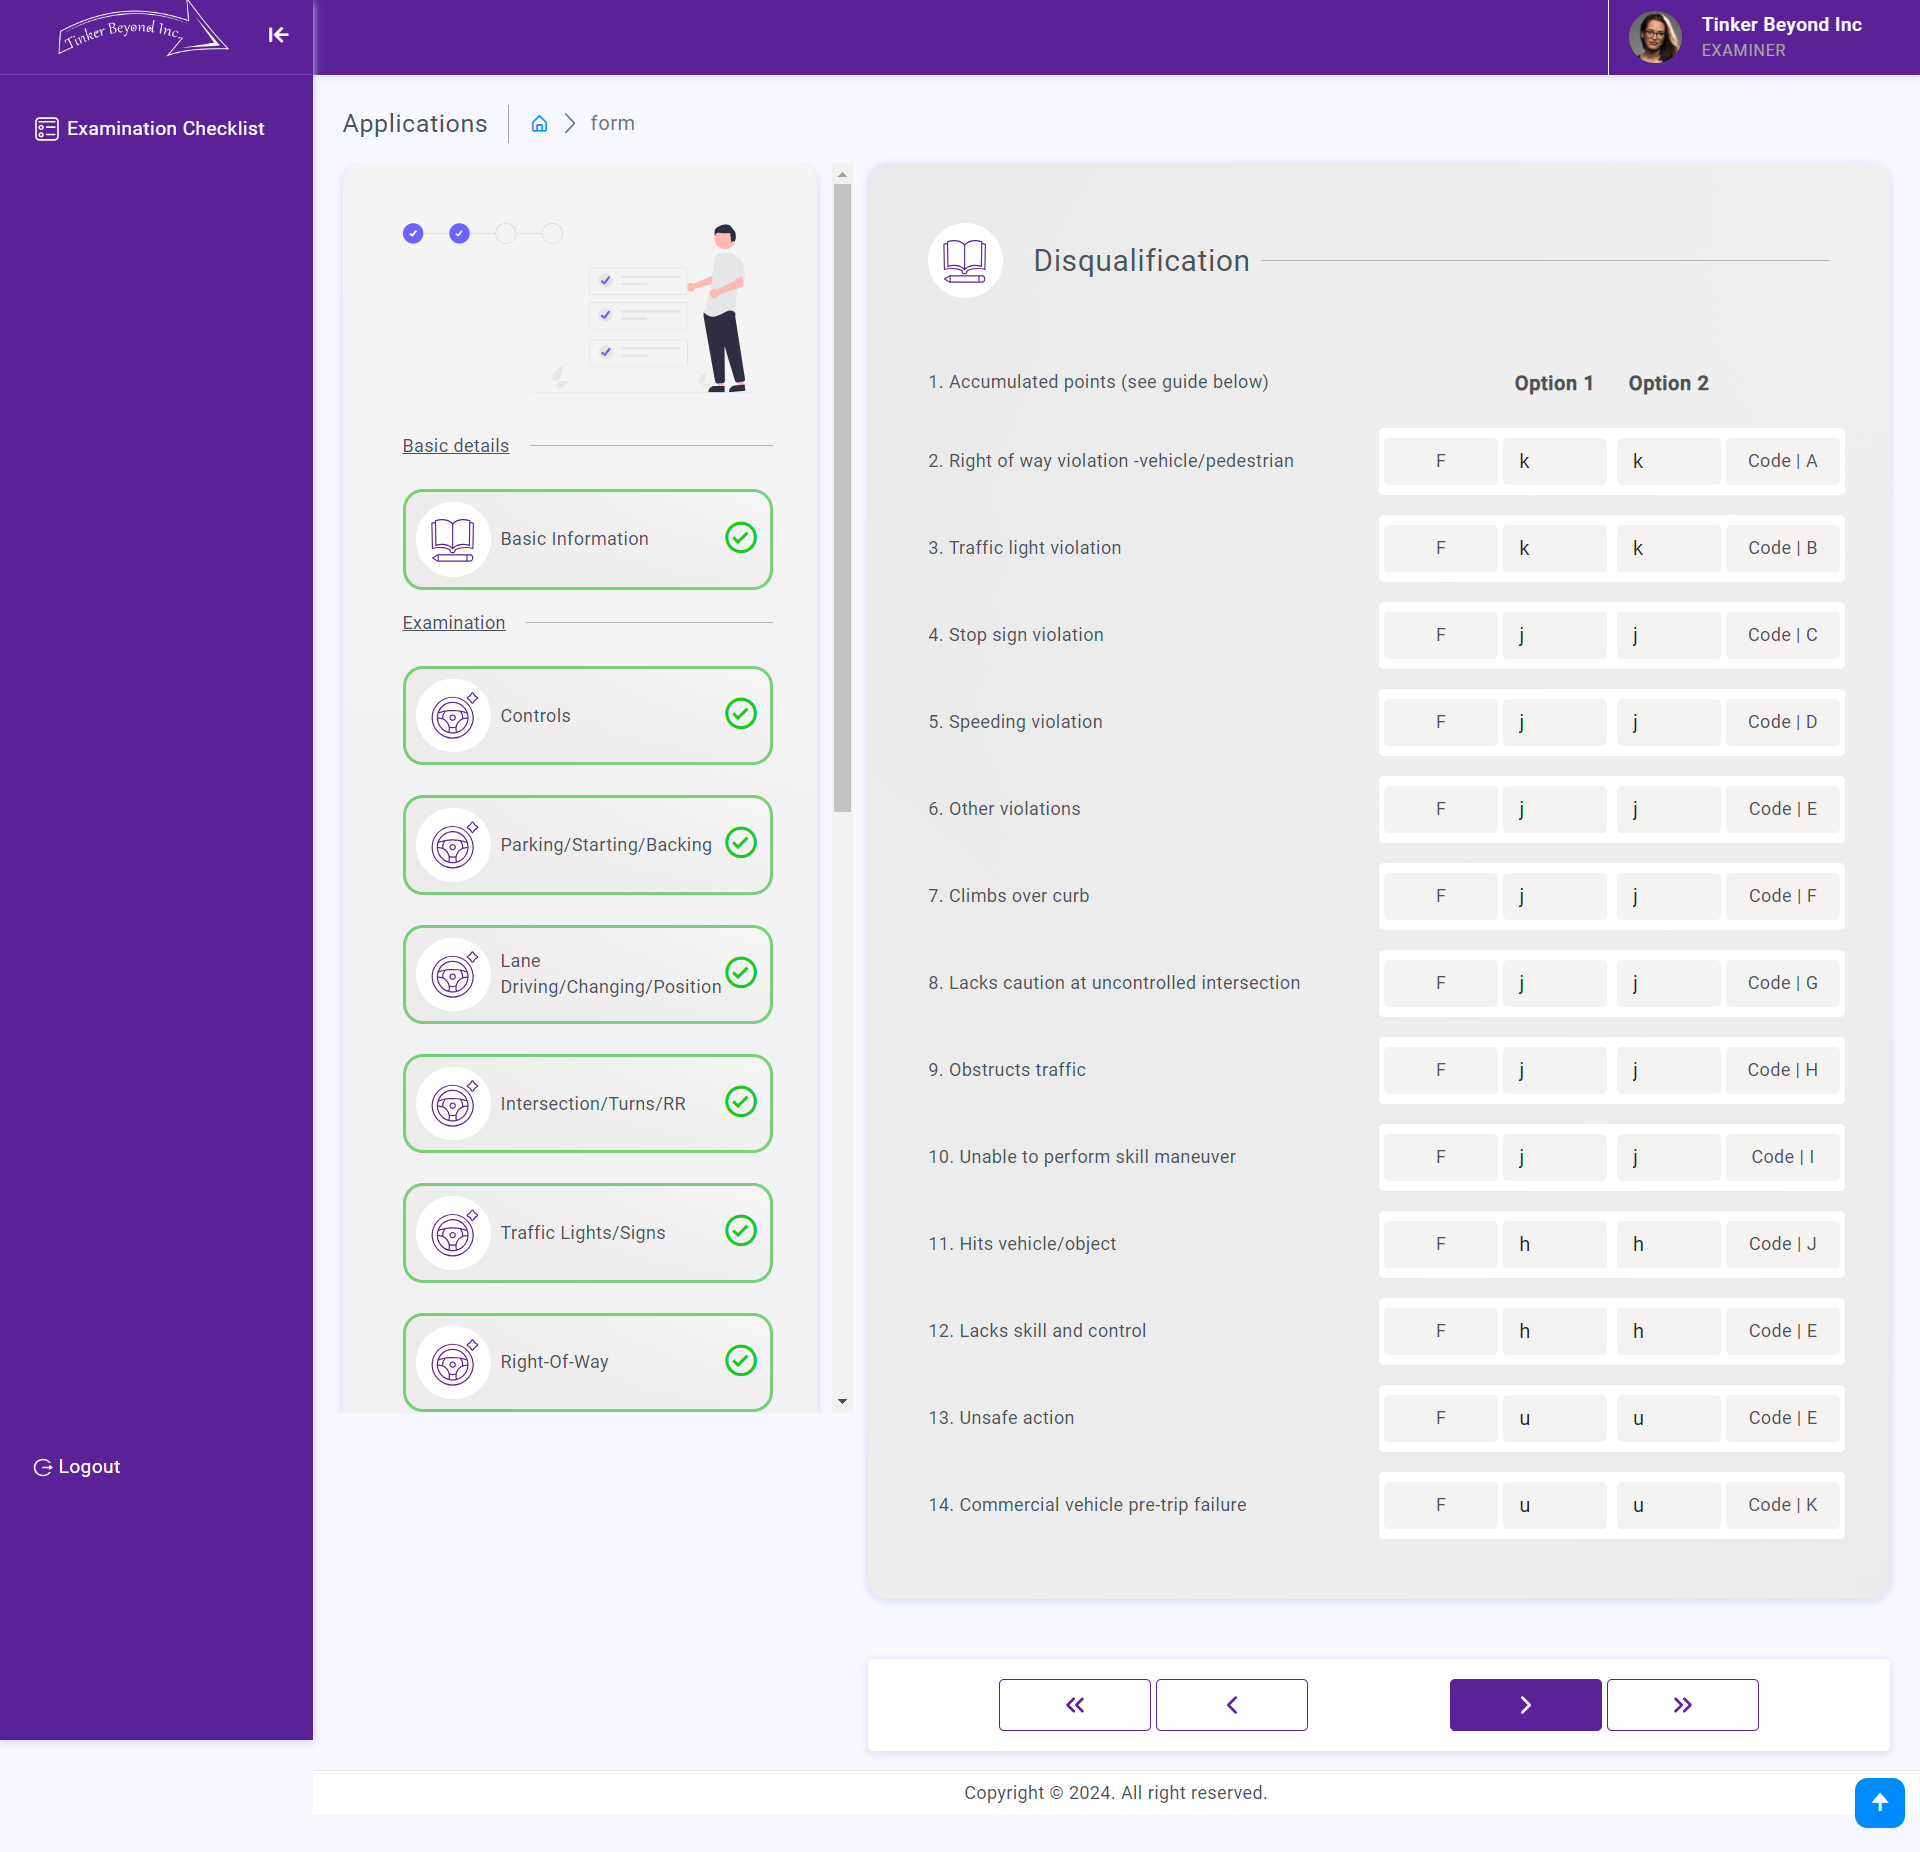 Tinker Beyond Inc.
Tinker Beyond Inc
EXAMINER
Examination Checklist
Logout
Applications
form
Basic details
Basic Information
Examination
Controls
Parking/Starting/Backing
Lane
Driving/Changing/Position
Intersection/Turns/RR
Traffic Lights/Signs
Right-Of-Way
Disqualification
1. Accumulated points (see guide below) Option 1 Option 2
2. Right of way violation -vehicle/pedestrian F k k Code | A
3. Traffic light violation F k k Code | B
4. Stop sign violation F j j Code | C
5. Speeding violation F j j Code | D
6. Other violations F j j Code | E
7. Climbs over curb F j j Code | F
8. Lacks caution at uncontrolled intersection F j j Code | G
9. Obstructs traffic F j j Code | H
10. Unable to perform skill maneuver F j j Code | I
11. Hits vehicle/object F h h Code | J
12. Lacks skill and control F h h Code | E
13. Unsafe action F u u Code | E
14. Commercial vehicle pre-trip failure F u u Code | K
Copyright © 2024. All right reserved.